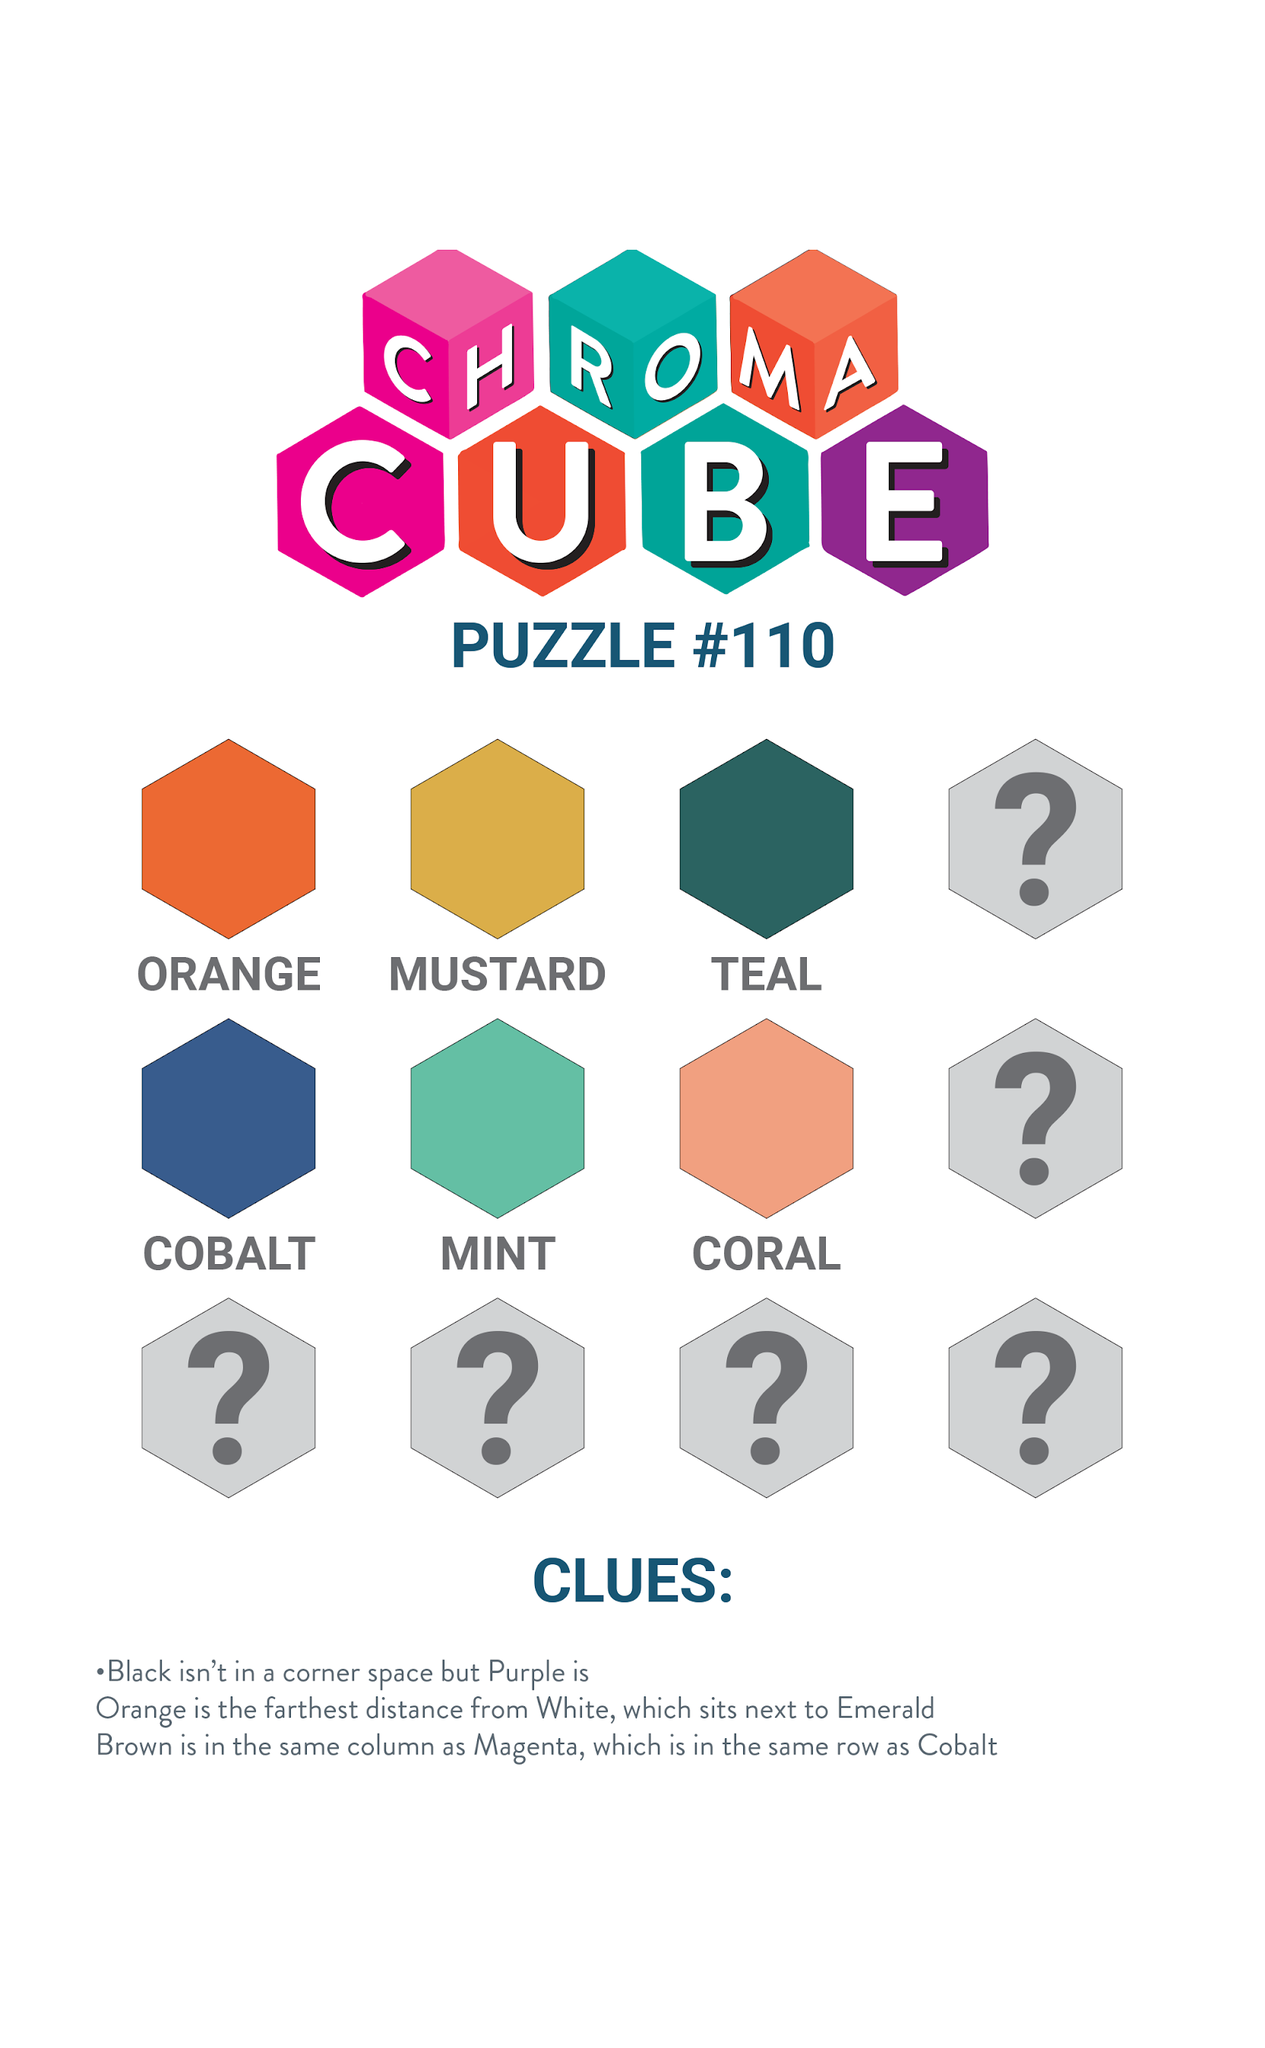 CHROMA
CUBE
PUZZLE #110
?
ORANGE MUSTARD TEAL
?
COBALT MINT CORAL
? ? ? ?
CLUES:
•Black isn’t in a corner space but Purple is
Orange is the farthest distance from White, which sits next to Emerald
Brown is in the same column as Magenta, which is in the same row as Cobalt